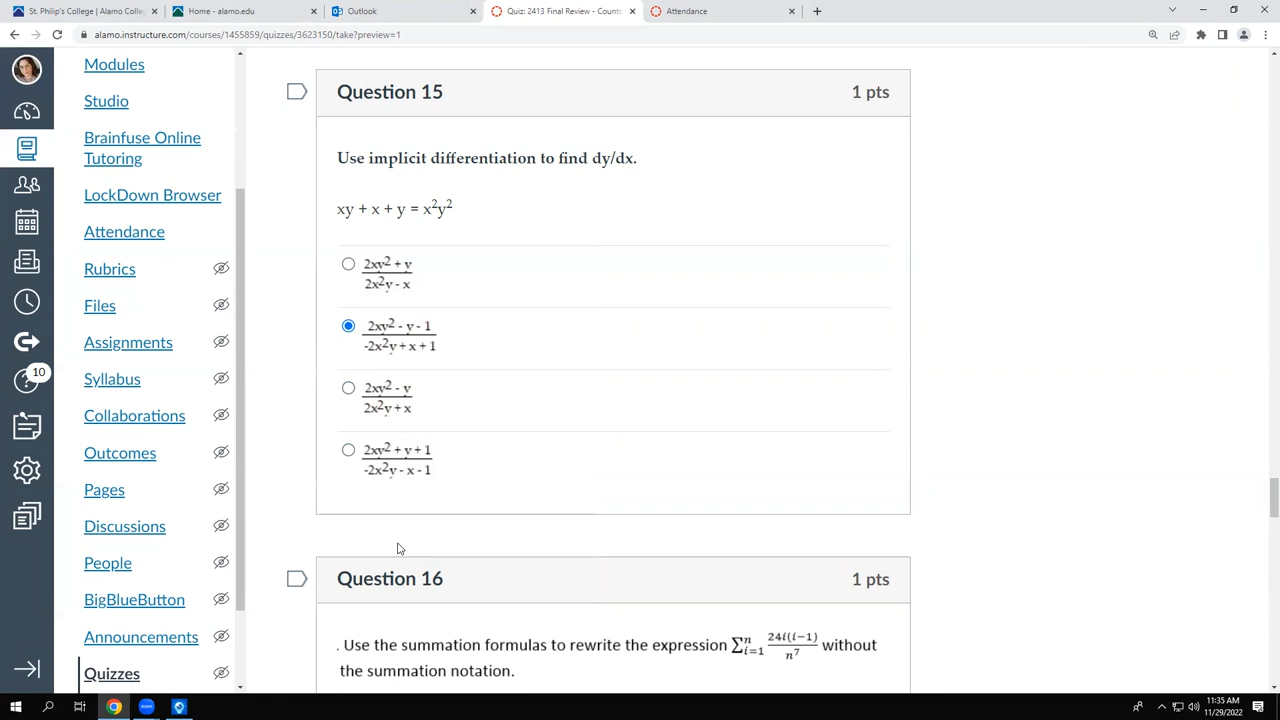 St. Philip's College | Alamo Colleg
Home - alamo.edu
Outlook
Quiz: 2413 Final Review - Counts
Attendance
alamo.instructure.com/courses/1455859/quizzes/3623150/take?preview=1
Modules
Studio
Brainfuse Online
Tutoring
LockDown Browser
Attendance
Rubrics
Files
Assignments
10
Syllabus
Collaborations
Outcomes
Pages
Discussions
People
BigBlueButton
Announcements
Quizzes
Question 15 1 pts
Use implicit differentiation to find dy/dx.
xy + x + y = x²y²
2xy² + y
2x²y - x
2xy² - y - 1
-2x²y + x + 1
2xy² - y
2x²y + x
2xy² + y + 1
-2x²y - x - 1
Question 16 1 pts
. Use the summation formulas to rewrite the expression ∑ⁿᵢ₌₁ 24i(i−1)/n⁷ without
the summation notation.
11:35 AM
11/29/2022